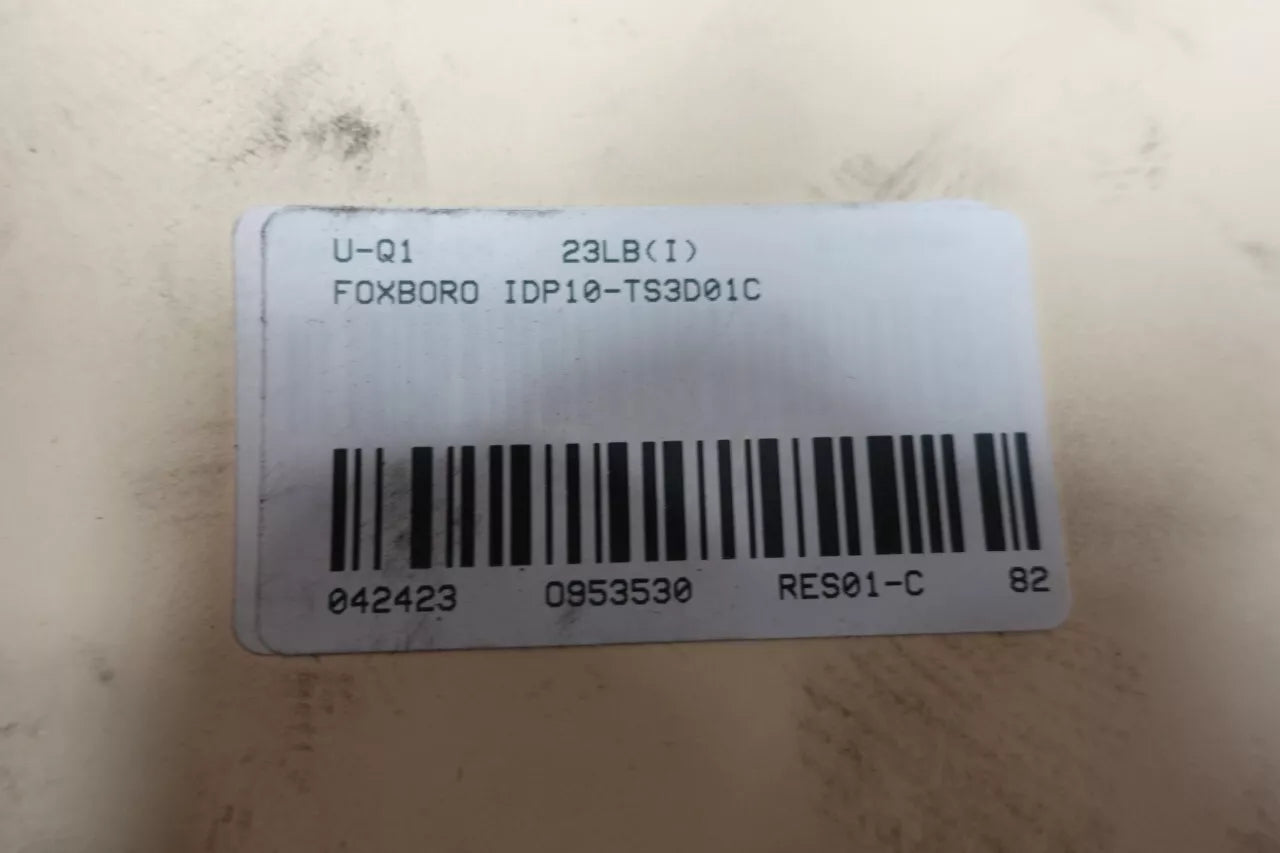 U-Q1 23LB(I)
FOXBORO IDP10-TS3D01C
042423 0953530 RES01-C 82